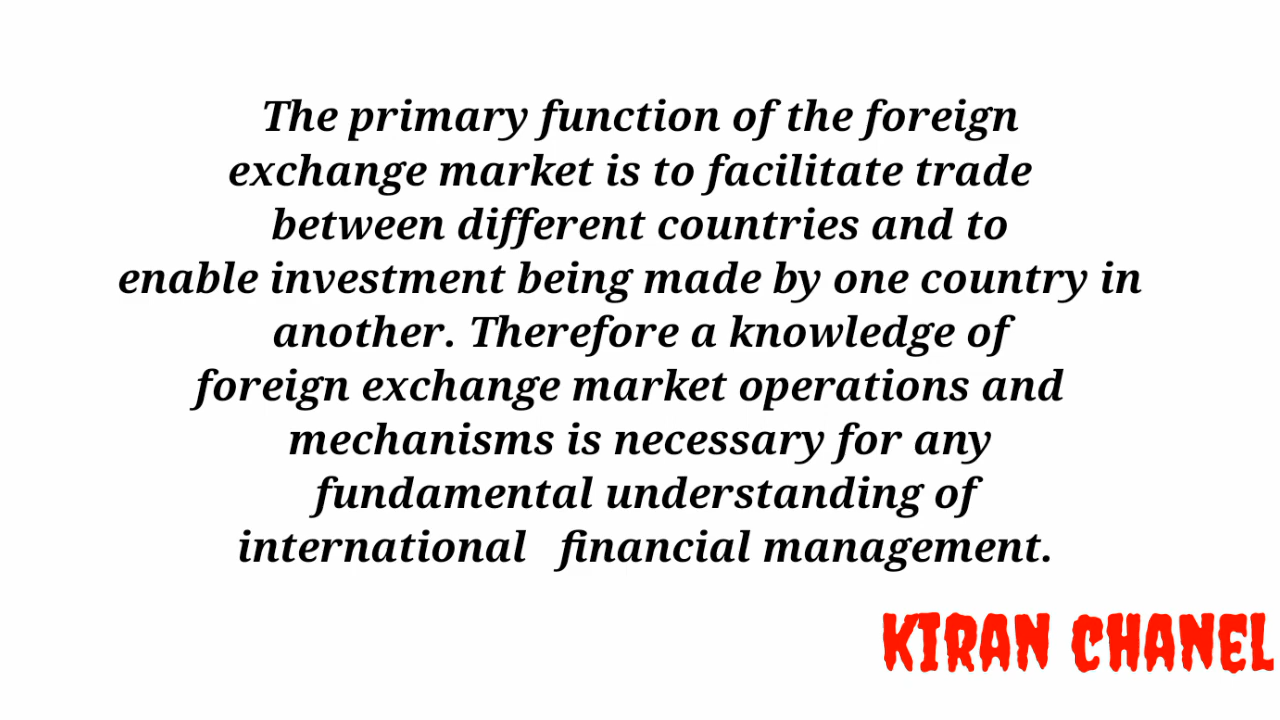 The primary function of the foreign
exchange market is to facilitate trade
between different countries and to
enable investment being made by one country in
another. Therefore a knowledge of
foreign exchange market operations and
mechanisms is necessary for any
fundamental understanding of
international   financial management.
KIRAN CHANEL